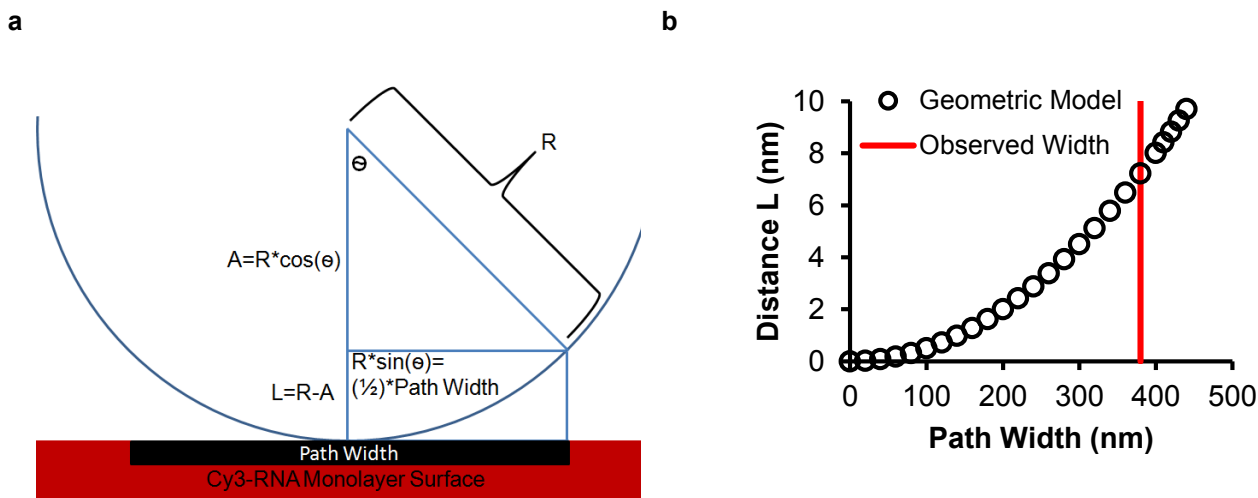 a
b
R
Ө
A=R*cos(ɵ)
R*sin(ɵ)=
(½)*Path Width
L=R-A
Path Width
Cy3-RNA Monolayer Surface
Geometric Model
Observed Width
Distance L (nm)
10
8
6
4
2
0
0
100
200
300
400
500
Path Width (nm)